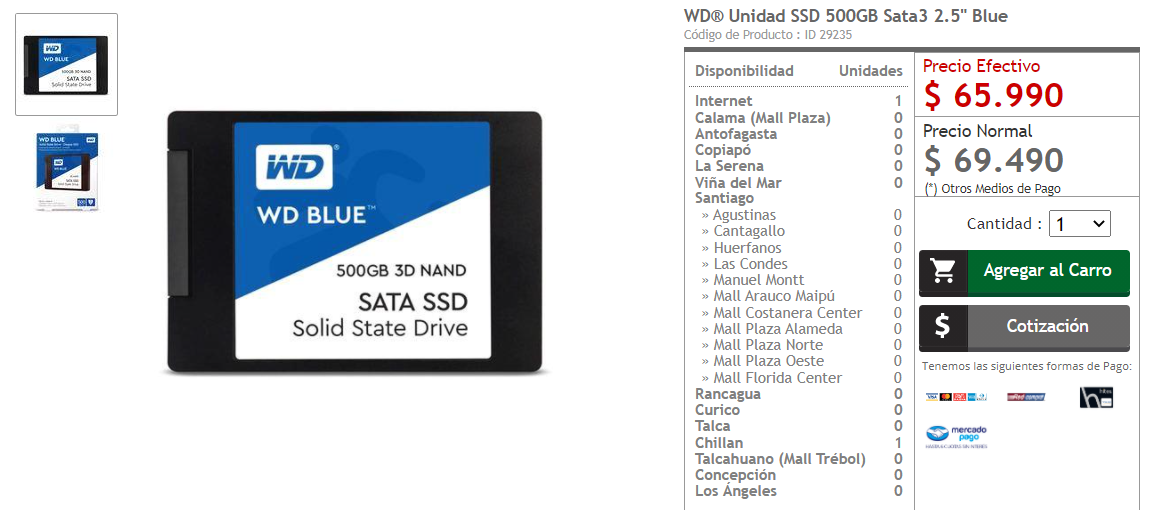 WD® Unidad SSD 500GB Sata3 2.5" Blue
Código de Producto : ID 29235
WD
WD BLUE
500GB 3D NAND
SATA SSD
Solid State Drive
WD BLUE
WD BLUE
WD®
WD BLUE™
500GB 3D NAND
SATA SSD
Solid State Drive
Disponibilidad Unidades
Internet 1
Calama (Mall Plaza) 0
Antofagasta 0
Copiapó 0
La Serena 0
Viña del Mar 0
Santiago
» Agustinas 0
» Cantagallo 0
» Huerfanos 0
» Las Condes 0
» Manuel Montt 0
» Mall Arauco Maipú 0
» Mall Costanera Center 0
» Mall Plaza Alameda 0
» Mall Plaza Norte 0
» Mall Plaza Oeste 0
» Mall Florida Center 0
Rancagua 0
Curico 0
Talca 0
Chillan 1
Talcahuano (Mall Trébol) 0
Concepción 0
Los Ángeles 0
Precio Efectivo
$ 65.990
Precio Normal
$ 69.490
(*) Otros Medios de Pago
Cantidad : 1
Agregar al Carro
$ Cotización
Tenemos las siguientes formas de Pago:
VISA
mercado
pago